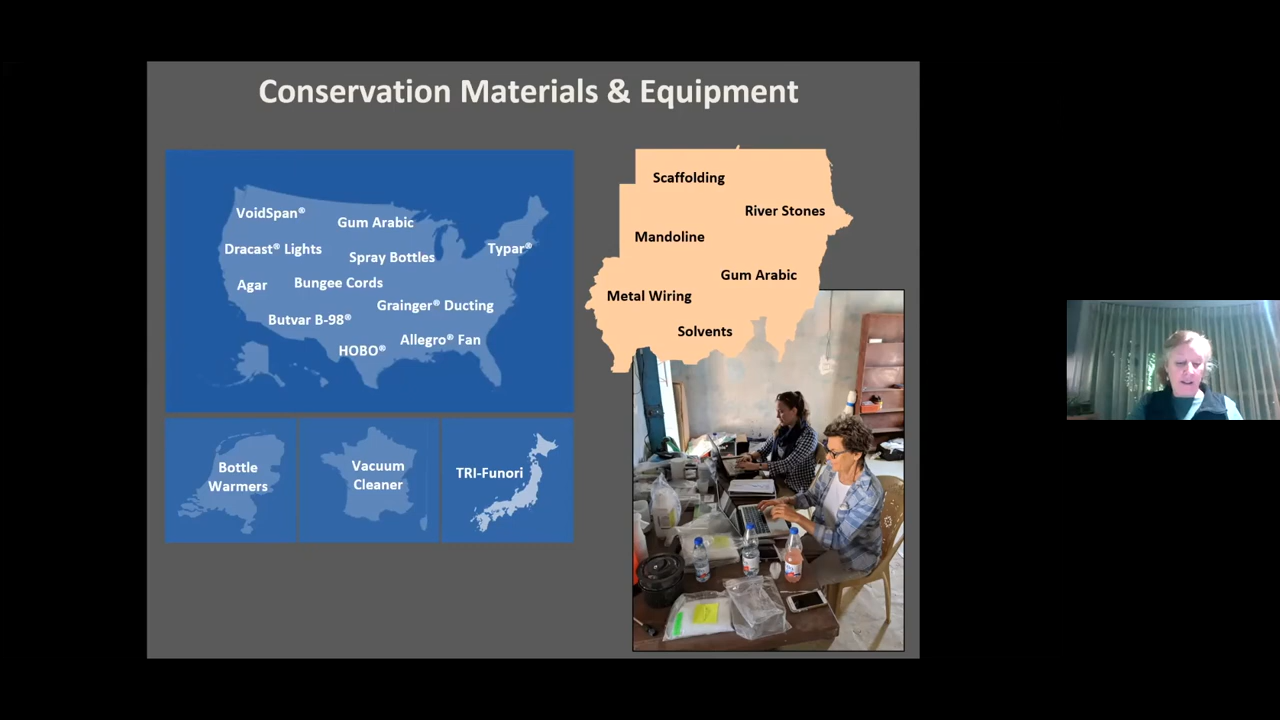 Conservation Materials & Equipment
VoidSpan®
Gum Arabic
Dracast® Lights
Spray Bottles
Typar®
Agar
Bungee Cords
Grainger® Ducting
Butvar B-98®
Allegro® Fan
HOBO®
Bottle
Warmers
Vacuum
Cleaner
TRI-Funori
Scaffolding
River Stones
Mandoline
Gum Arabic
Metal Wiring
Solvents